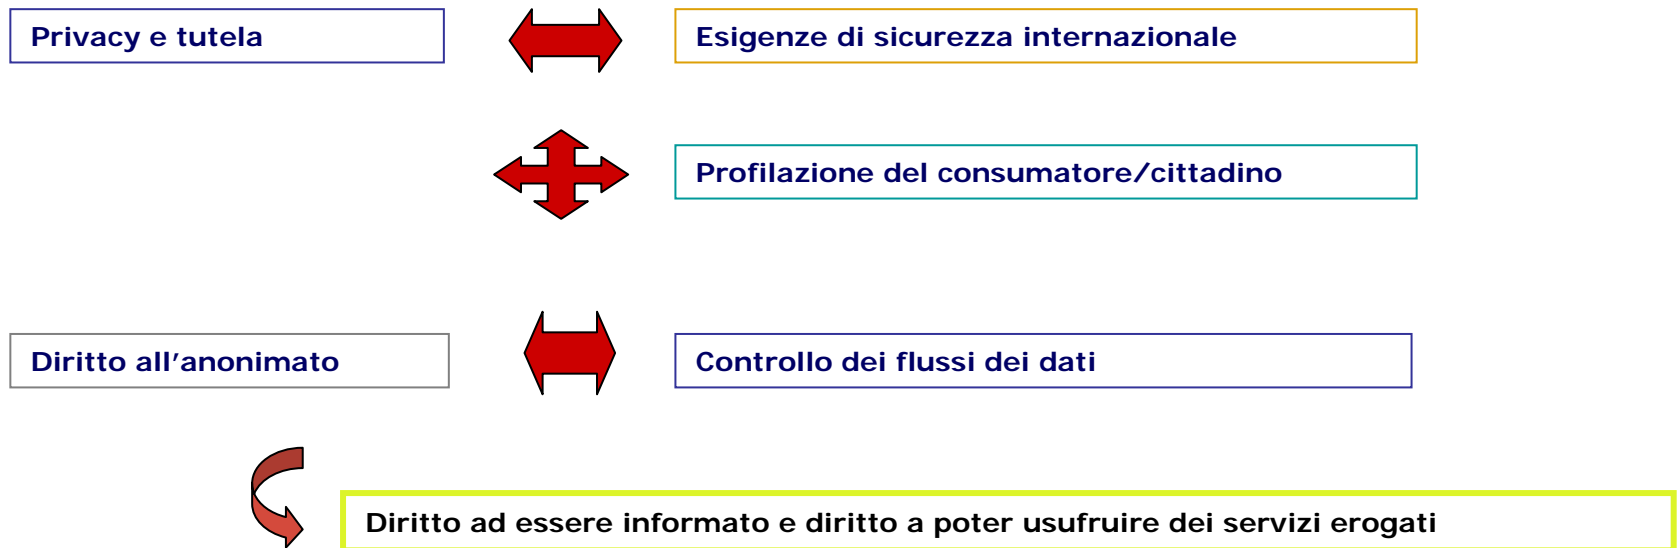 Privacy e tutela
Esigenze di sicurezza internazionale
Profilazione del consumatore/cittadino
Diritto all'anonimato
Controllo dei flussi dei dati
Diritto ad essere informato e diritto a poter usufruire dei servizi erogati